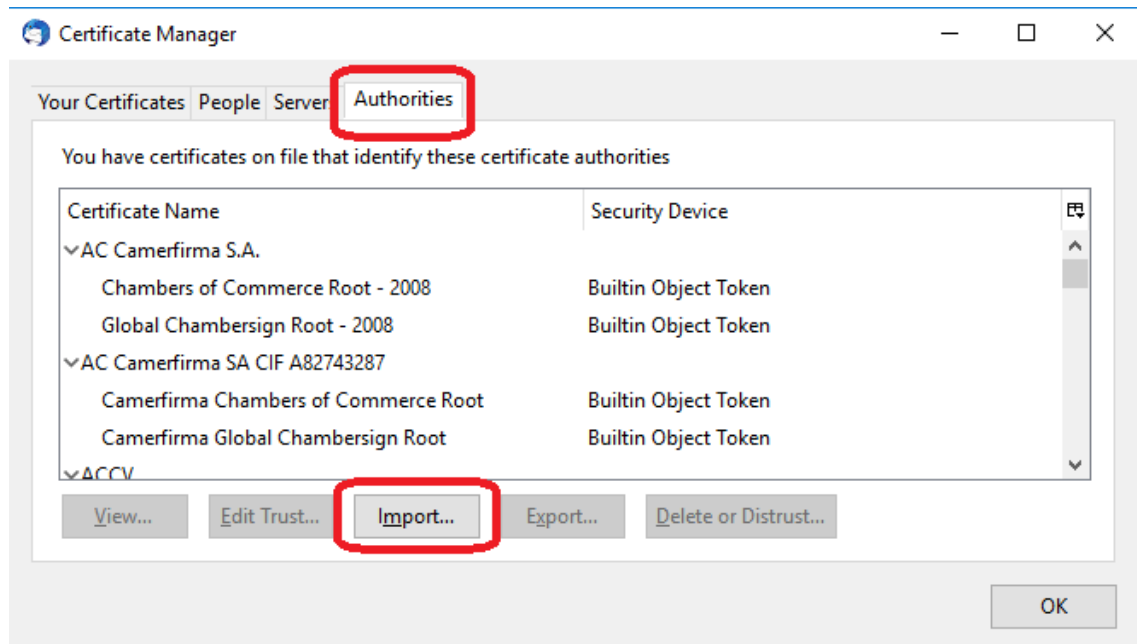 Certificate Manager
Your Certificates People Server Authorities
You have certificates on file that identify these certificate authorities
Certificate Name Security Device
AC Camerfirma S.A.
Chambers of Commerce Root - 2008 Builtin Object Token
Global Chambersign Root - 2008 Builtin Object Token
AC Camerfirma SA CIF A82743287
Camerfirma Chambers of Commerce Root Builtin Object Token
Camerfirma Global Chambersign Root Builtin Object Token
ACCV
View... Edit Trust... Import... Export... Delete or Distrust...
OK